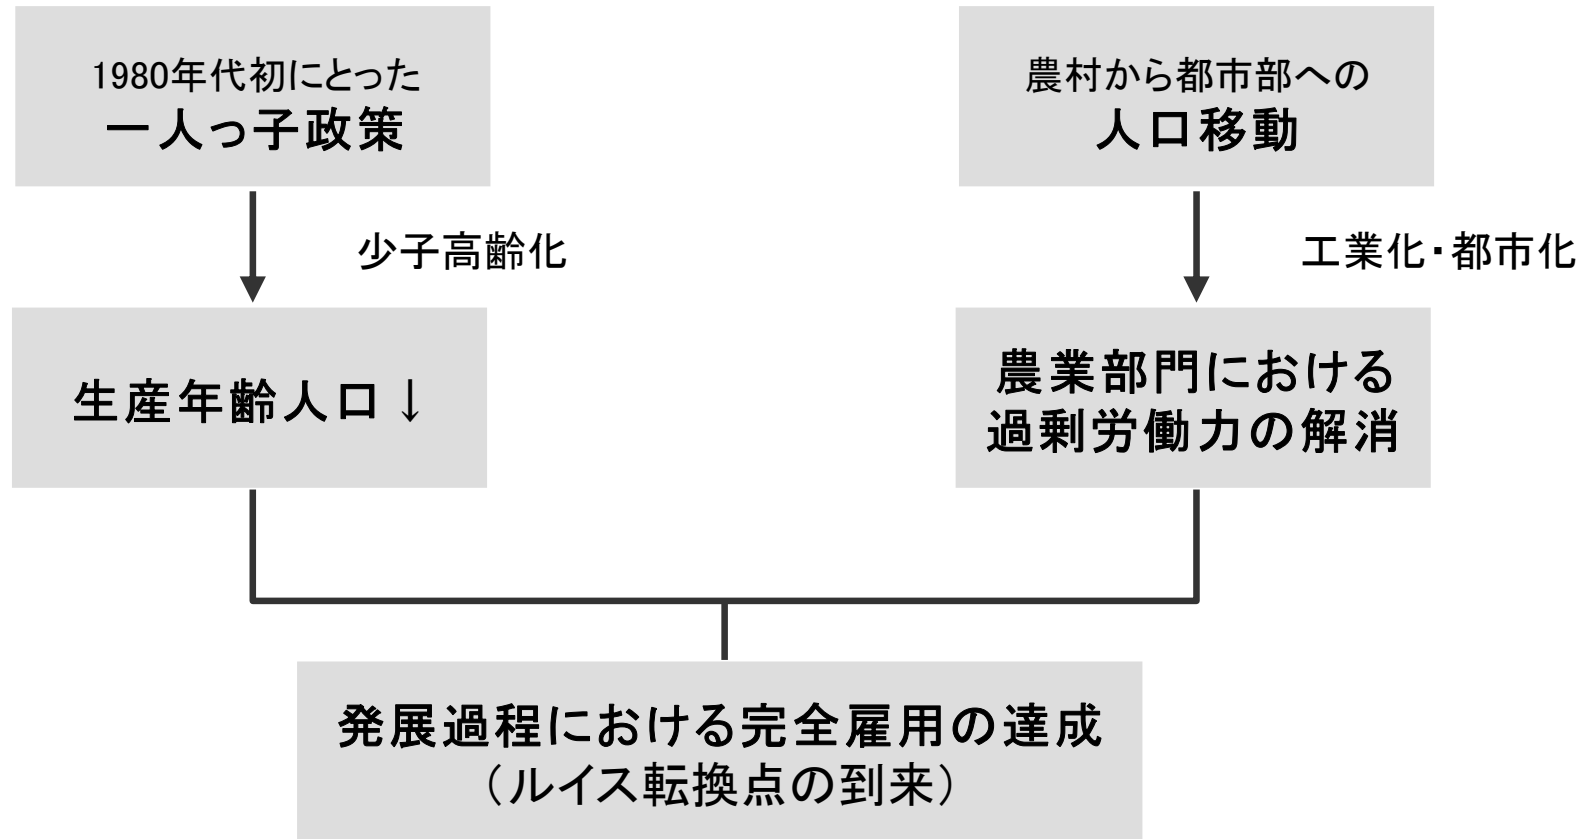 1980年代初にとった
一人っ子政策
農村から都市部への
人口移動
少子高齢化
工業化・都市化
生産年齢人口↓
農業部門における
過剰労働力の解消
発展過程における完全雇用の達成
（ルイス転換点の到来）